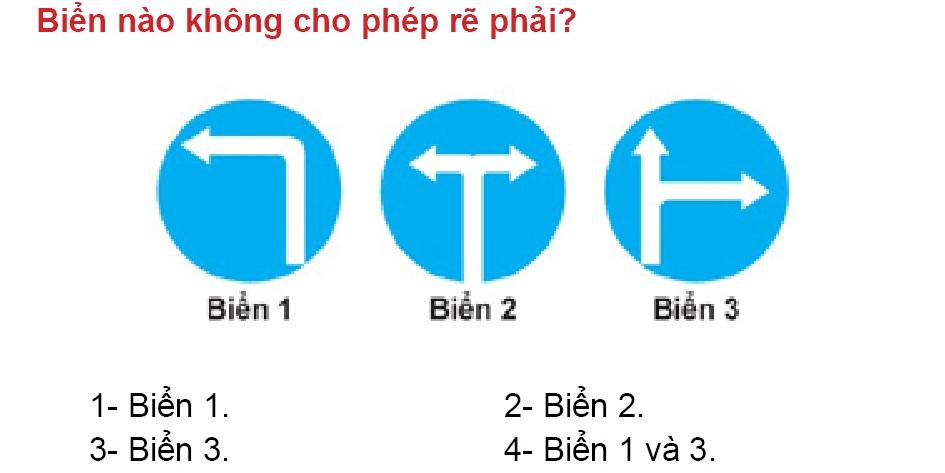 Biển nào không cho phép rẽ phải?
Biển 1 Biển 2 Biển 3
1- Biển 1. 2- Biển 2.
3- Biển 3. 4- Biển 1 và 3.